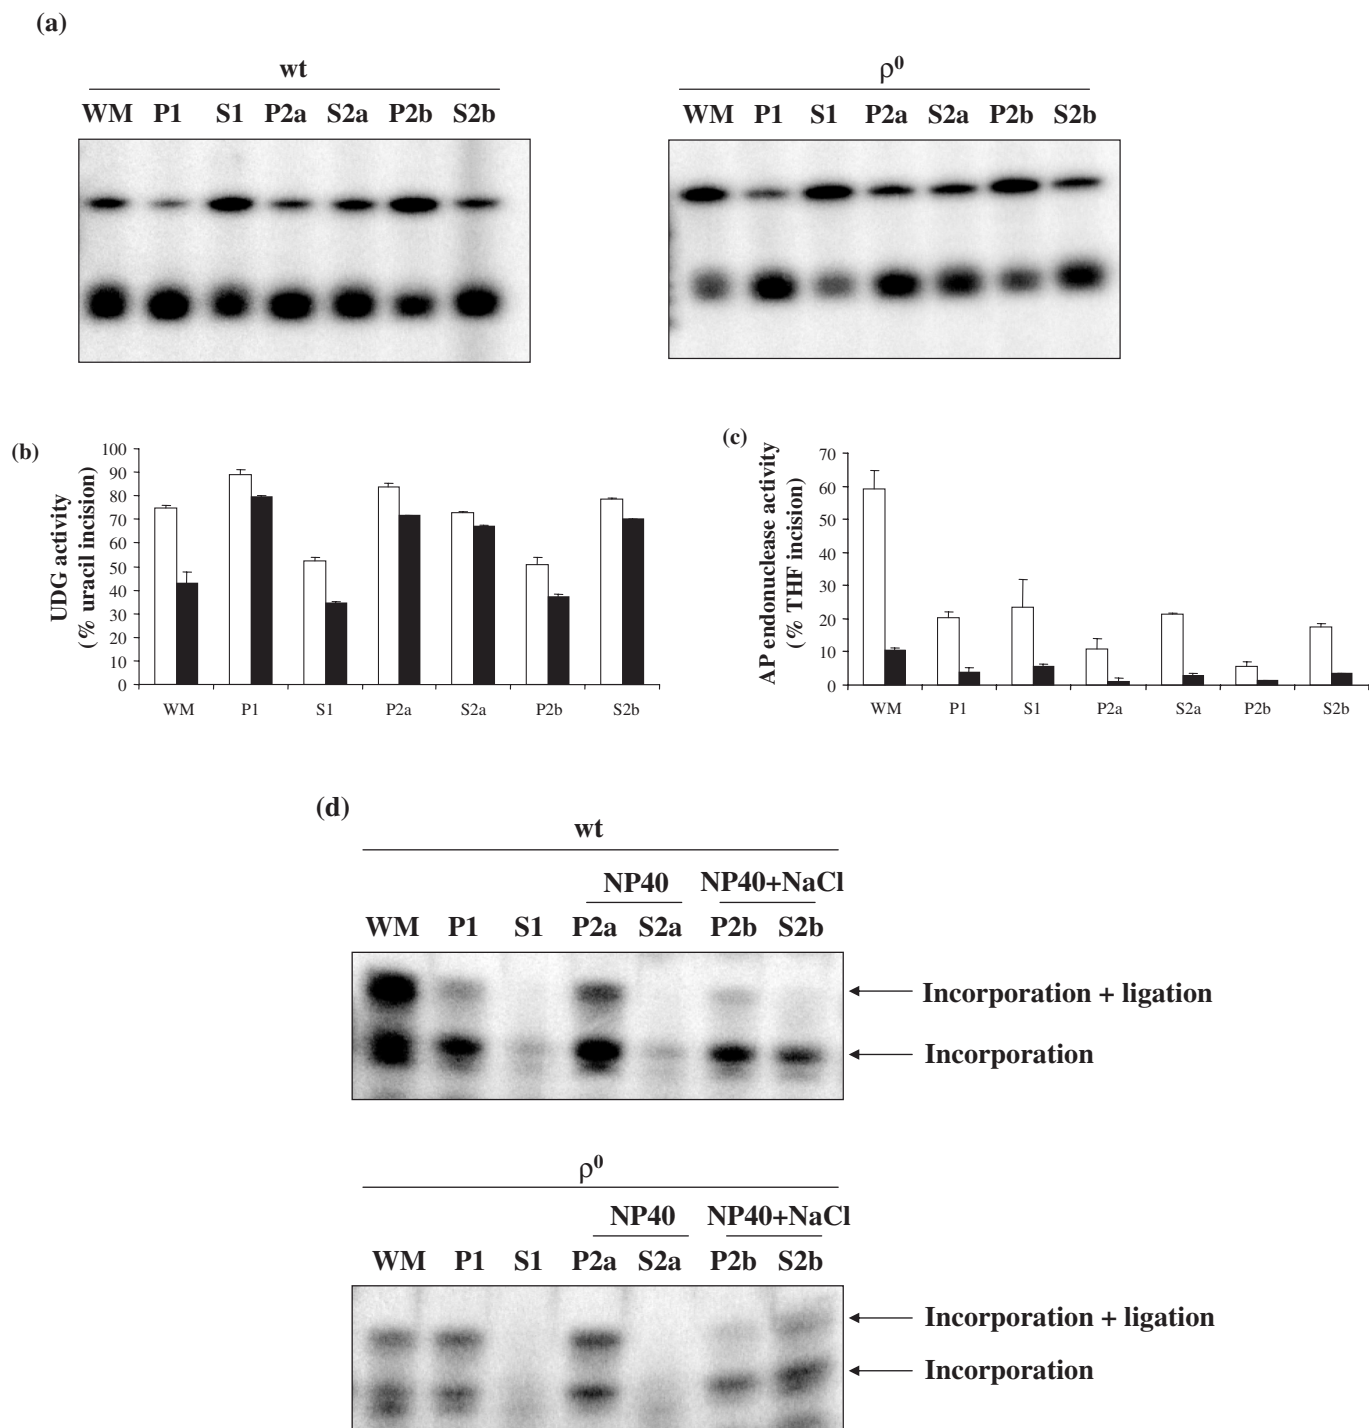 (a)
wt
WM P1 S1 P2a S2a P2b S2b
ρ⁰
WM P1 S1 P2a S2a P2b S2b
(b)
UDG activity
(% uracil incision)
100
90
80
70
60
50
40
30
20
10
0
WM P1 S1 P2a S2a P2b S2b
(c)
AP endonuclease activity
(% THF incision)
70
60
50
40
30
20
10
0
WM P1 S1 P2a S2a P2b S2b
(d)
wt
NP40 NP40+NaCl
WM P1 S1 P2a S2a P2b S2b
Incorporation + ligation
Incorporation
ρ⁰
NP40 NP40+NaCl
WM P1 S1 P2a S2a P2b S2b
Incorporation + ligation
Incorporation